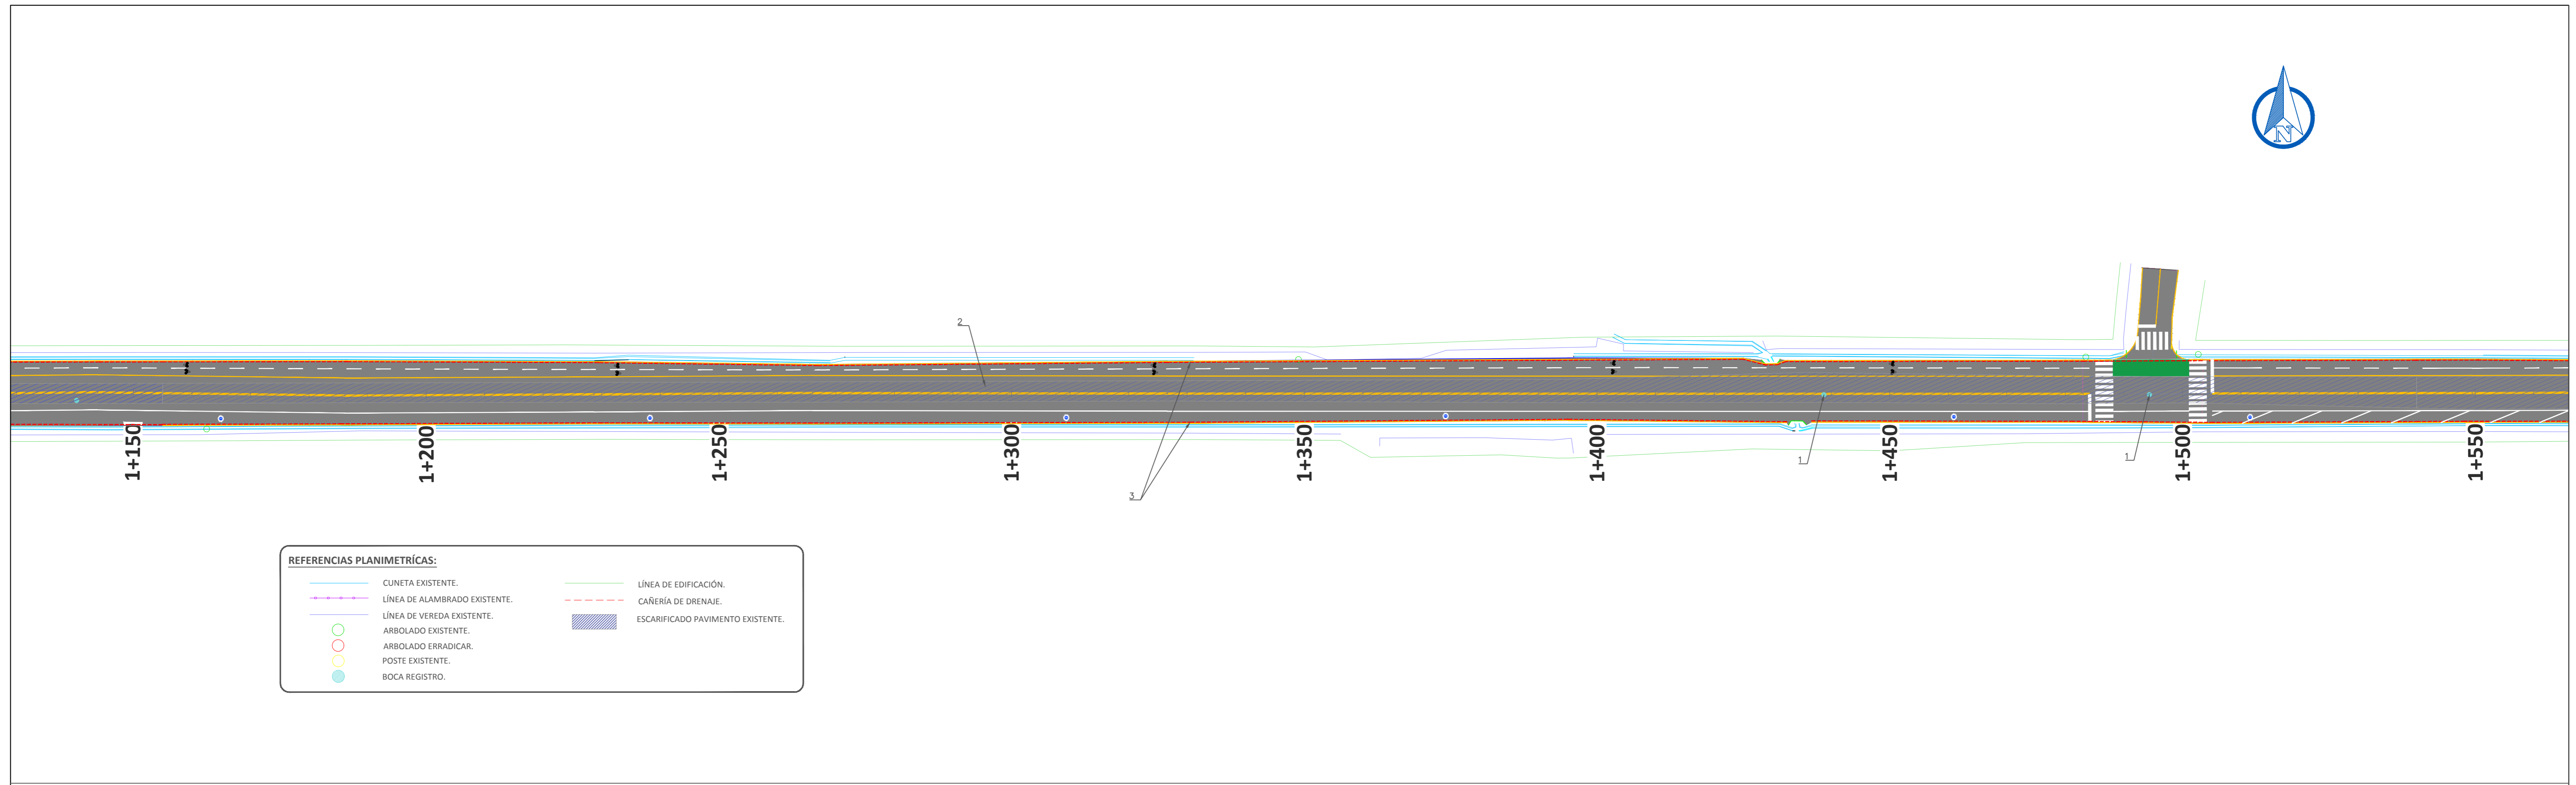 N
2
1+150
1+200
1+250
1+300
1+350
1+400
1+450
1+500
1+550
1
1
3
REFERENCIAS PLANIMETRÍCAS:
CUNETA EXISTENTE.
LÍNEA DE ALAMBRADO EXISTENTE.
LÍNEA DE VEREDA EXISTENTE.
ARBOLADO EXISTENTE.
ARBOLADO ERRADICAR.
POSTE EXISTENTE.
BOCA REGISTRO.
LÍNEA DE EDIFICACIÓN.
CAÑERÍA DE DRENAJE.
ESCARIFICADO PAVIMENTO EXISTENTE.